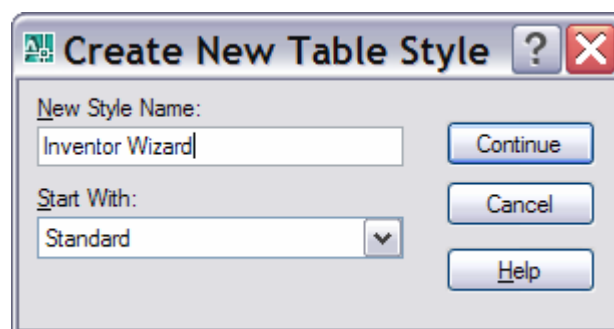 Create New Table Style
New Style Name:
Inventor Wizard
Continue
Start With:
Cancel
Standard
Help